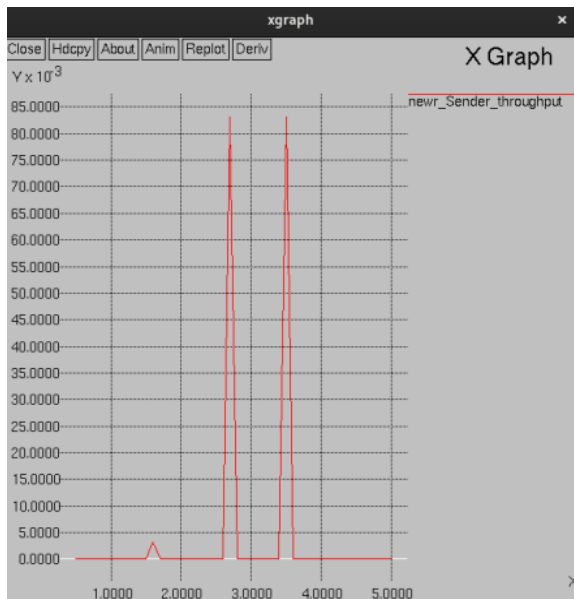 xgraph ×
Close Hdcpy About Anim Replot Deriv
X Graph
Y x 10-3
newr_Sender_throughput
85.0000
80.0000
75.0000
70.0000
65.0000
60.0000
55.0000
50.0000
45.0000
40.0000
35.0000
30.0000
25.0000
20.0000
15.0000
10.0000
5.0000
0.0000
X
1.0000 2.0000 3.0000 4.0000 5.0000